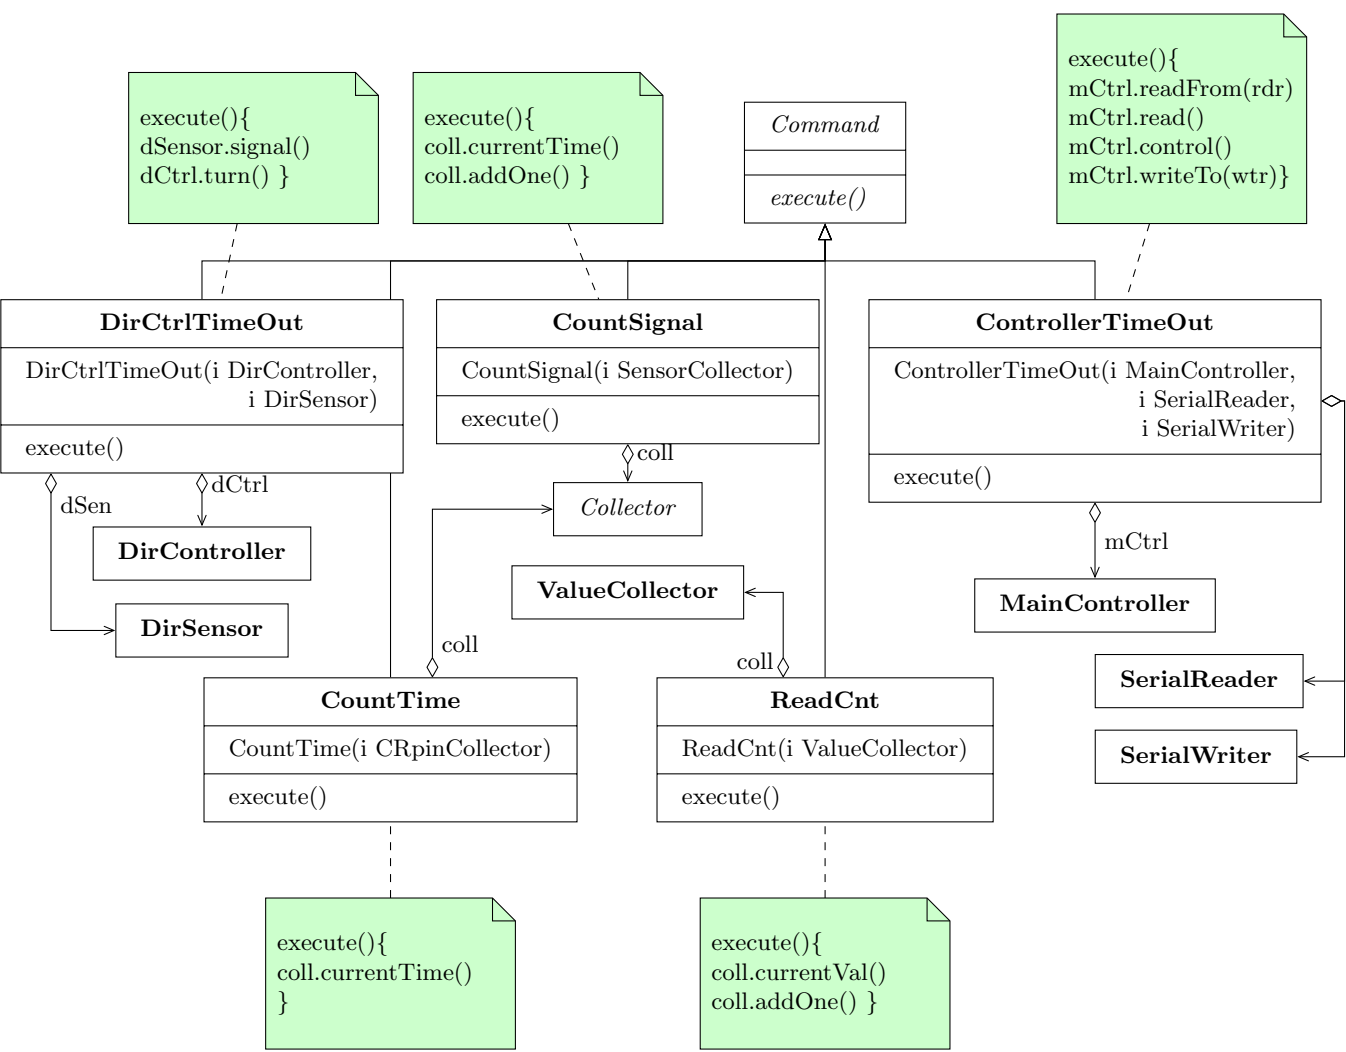 execute(){
dSensor.signal()
dCtrl.turn() }
execute(){
coll.currentTime()
coll.addOne() }
Command
execute()
execute(){
mCtrl.readFrom(rdr)
mCtrl.read()
mCtrl.control()
mCtrl.writeTo(wtr)}
DirCtrlTimeOut
DirCtrlTimeOut(i DirController,
i DirSensor)
execute()
CountSignal
CountSignal(i SensorCollector)
execute()
ControllerTimeOut
ControllerTimeOut(i MainController,
i SerialReader,
i SerialWriter)
execute()
dSen
dCtrl
coll
mCtrl
DirController
DirSensor
Collector
ValueCollector
MainController
SerialReader
SerialWriter
coll
coll
CountTime
CountTime(i CRpinCollector)
execute()
ReadCnt
ReadCnt(i ValueCollector)
execute()
execute(){
coll.currentTime()
}
execute(){
coll.currentVal()
coll.addOne() }